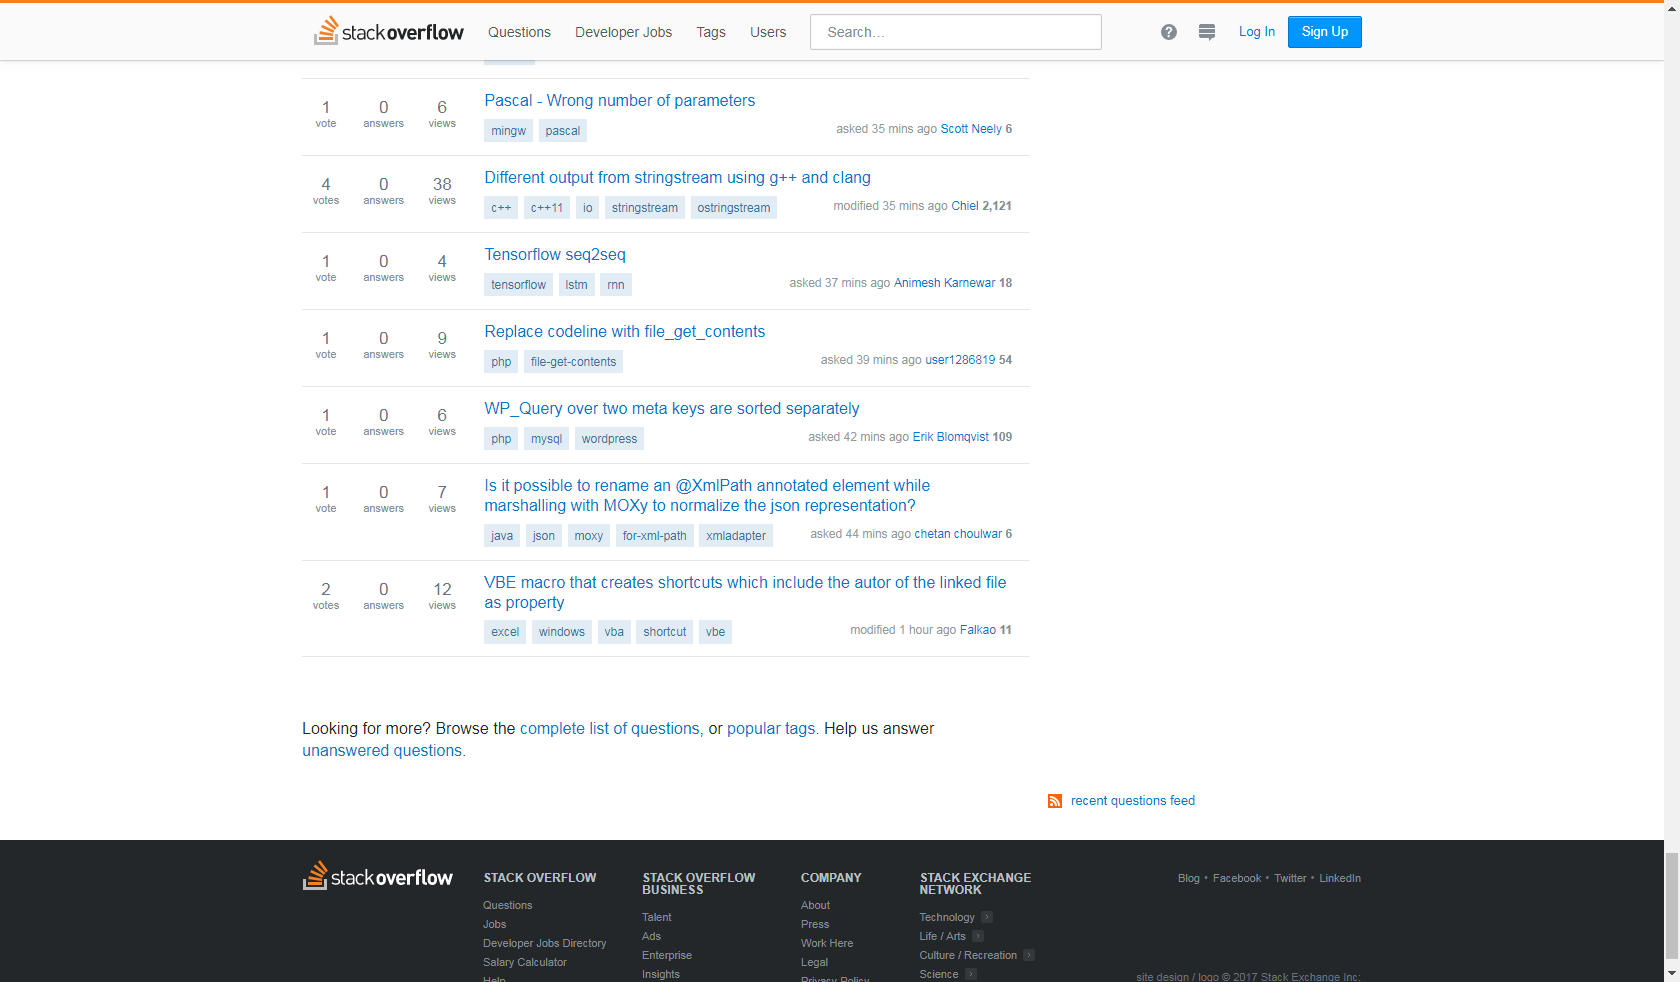 stack overflow Questions Developer Jobs Tags Users Search... Log In Sign Up
1 0 6 Pascal - Wrong number of parameters
vote answers views
mingw pascal asked 35 mins ago Scott Neely 6
4 0 38 Different output from stringstream using g++ and clang
votes answers views
c++ c++11 io stringstream ostringstream modified 35 mins ago Chiel 2,121
1 0 4 Tensorflow seq2seq
vote answers views
tensorflow lstm rnn asked 37 mins ago Animesh Karnewar 18
1 0 9 Replace codeline with file_get_contents
vote answers views
php file-get-contents asked 39 mins ago user1286819 54
1 0 6 WP_Query over two meta keys are sorted separately
vote answers views
php mysql wordpress asked 42 mins ago Erik Blomqvist 109
1 0 7 Is it possible to rename an @XmlPath annotated element while
vote answers views marshalling with MOXy to normalize the json representation?
java json moxy for-xml-path xmladapter asked 44 mins ago chetan choulwar 6
2 0 12 VBE macro that creates shortcuts which include the autor of the linked file
votes answers views as property
excel windows vba shortcut vbe modified 1 hour ago Falkao 11
Looking for more? Browse the complete list of questions, or popular tags. Help us answer
unanswered questions.
recent questions feed
stack overflow
STACK OVERFLOW
Questions
Jobs
Developer Jobs Directory
Salary Calculator
Help
STACK OVERFLOW
BUSINESS
Talent
Ads
Enterprise
Insights
COMPANY
About
Press
Work Here
Legal
Privacy Policy
STACK EXCHANGE
NETWORK
Technology
Life / Arts
Culture / Recreation
Science
Blog • Facebook • Twitter • LinkedIn
site design / logo © 2017 Stack Exchange Inc;